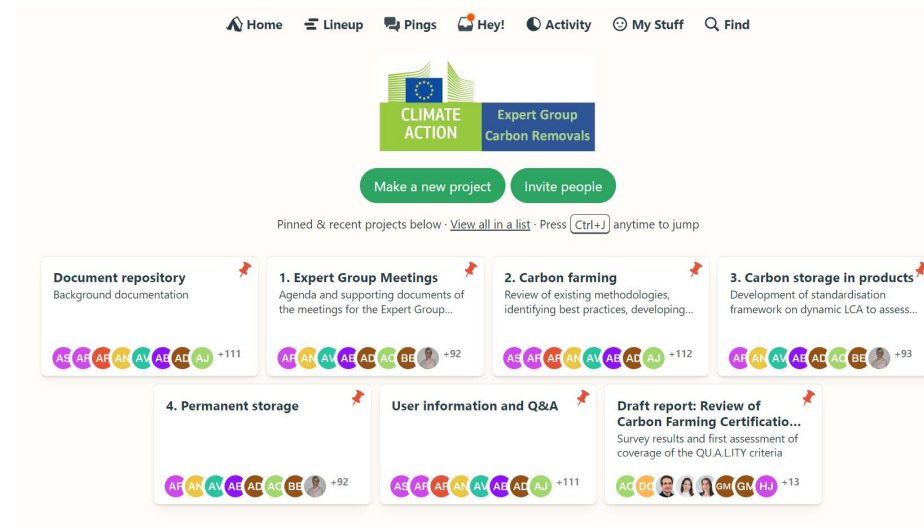 Home Lineup Pings Hey! Activity My Stuff Find
CLIMATE ACTION
Expert Group Carbon Removals
Make a new project Invite people
Pinned & recent projects below · View all in a list · Press Ctrl+J anytime to jump
Document repository
Background documentation
AS AF AF AN AV AB AD AJ +111
1. Expert Group Meetings
Agenda and supporting documents of
the meetings for the Expert Group...
AF AN AV AB AD AC BB +92
2. Carbon farming
Review of existing methodologies,
identifying best practices, developing...
AS AF AF AN AV AB AD AJ +112
3. Carbon storage in products
Development of standardisation
framework on dynamic LCA to assess...
AF AN AV AB AD AC BB +93
4. Permanent storage
AF AN AV AB AD AC BB +92
User information and Q&A
AS AF AF AN AV AB AD AJ +111
Draft report: Review of
Carbon Farming Certificatio...
Survey results and first assessment of
coverage of the QU.A.L.ITY criteria
GM GM HJ +13